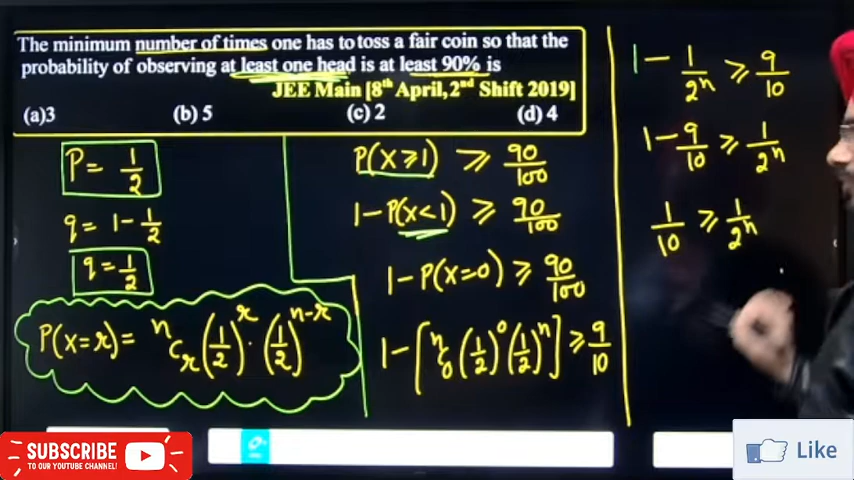 The minimum number of times one has to toss a fair coin so that the
probability of observing at least one head is at least 90% is
JEE Main [8th April, 2nd Shift 2019]
(a)3 (b) 5 (c) 2 (d) 4
P = 1/2
q = 1 - 1/2
q = 1/2
P(X=r) = ⁿCᵣ (1/2)ʳ · (1/2)ⁿ⁻ʳ
P(X ⩾ 1) ⩾ 90/100
1 - P(X < 1) ⩾ 90/100
1 - P(X=0) ⩾ 90/100
1 - [ⁿC₀ (1/2)⁰ (1/2)ⁿ] ⩾ 9/10
1 - 1/2ⁿ ⩾ 9/10
1 - 9/10 ⩾ 1/2ⁿ
1/10 ⩾ 1/2ⁿ
SUBSCRIBE
TO OUR YOUTUBE CHANNEL!
Like